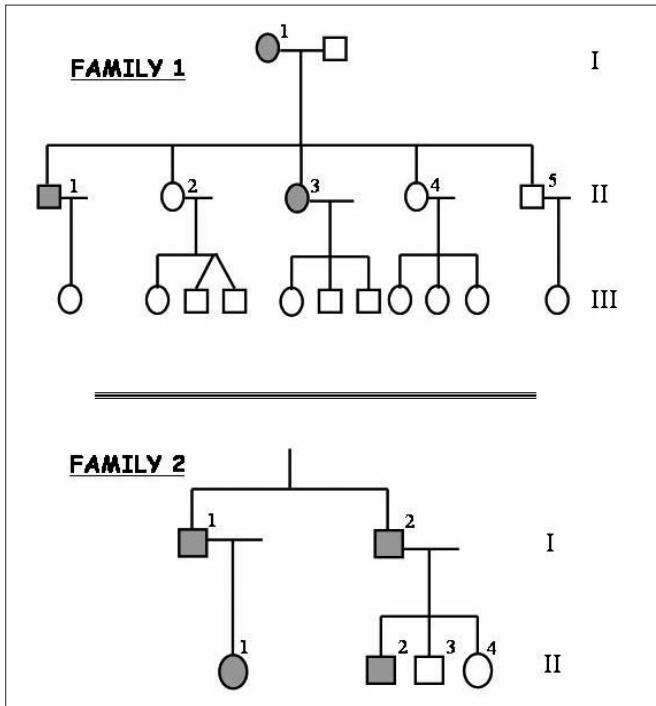 1
I
FAMILY 1
1 2 3 4 5 II
III
FAMILY 2
1 2 I
1 2 3 4
II